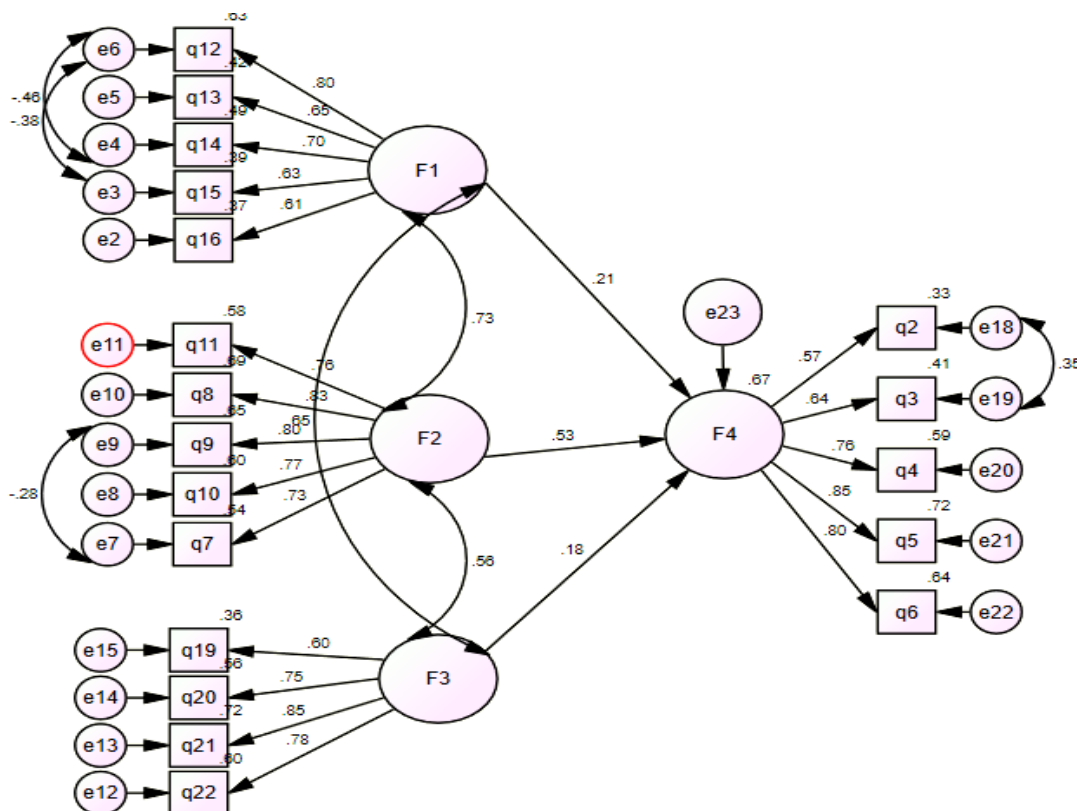 .63
e6 q12
.42
.80
-.46
e5 q13
.65
-.38
.49
e4 q14
.70
.39
F1
e3 q15
.63
.37
.61
e2 q16
.21
.73
.58
e11 q11
.76
.69
e10 q8
.83
.65
.65
e9 q9
.80
F2
.60
.53
e8 q10
.77
-.28
.54
.73
e7 q7
.56
.18
.36
e15 q19
.60
.56
e14 q20
.75
F3
.72
e13 q21
.85
.60
.78
e12 q22
e23
.67
F4
.33
q2 e18
.57
.35
.41
q3 e19
.64
.59
q4 e20
.76
.72
q5 e21
.85
.64
q6 e22
.80